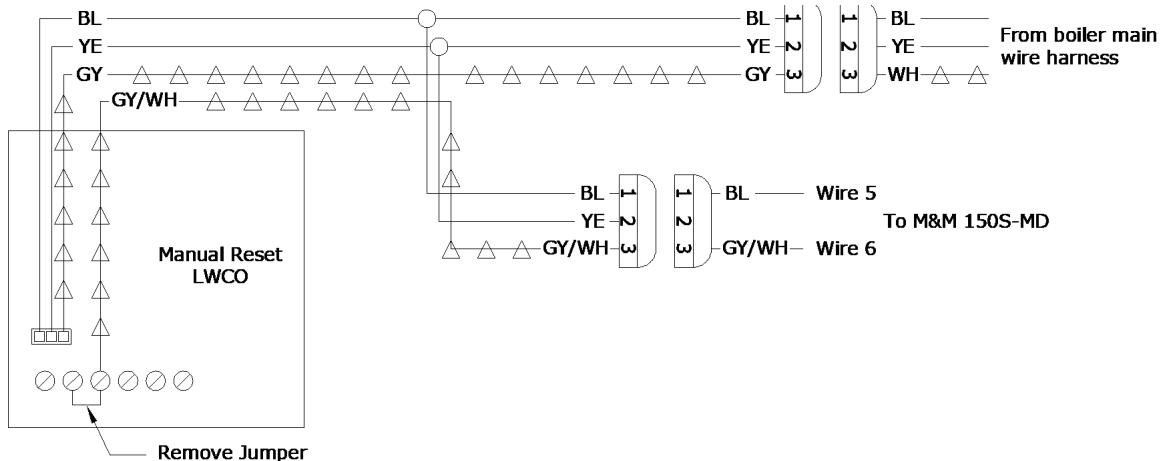 BL BL 1 1 BL
YE YE 2 2 YE
GY GY 3 3 WH
From boiler main
wire harness
GY/WH
BL 1 1 BL Wire 5
YE 2 2
GY/WH 3 3 GY/WH Wire 6
To M&M 150S-MD
Manual Reset
LWCO
Remove Jumper